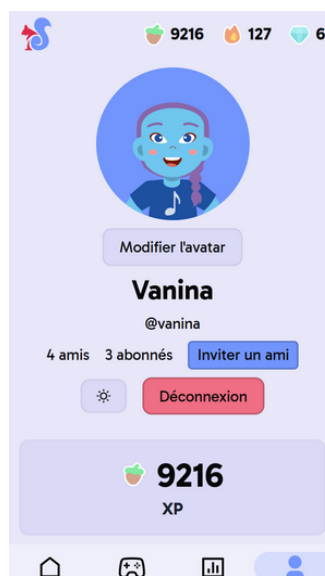 9216 127 6
Modifier l'avatar
Vanina
@vanina
4 amis 3 abonnés Inviter un ami
Déconnexion
9216
XP